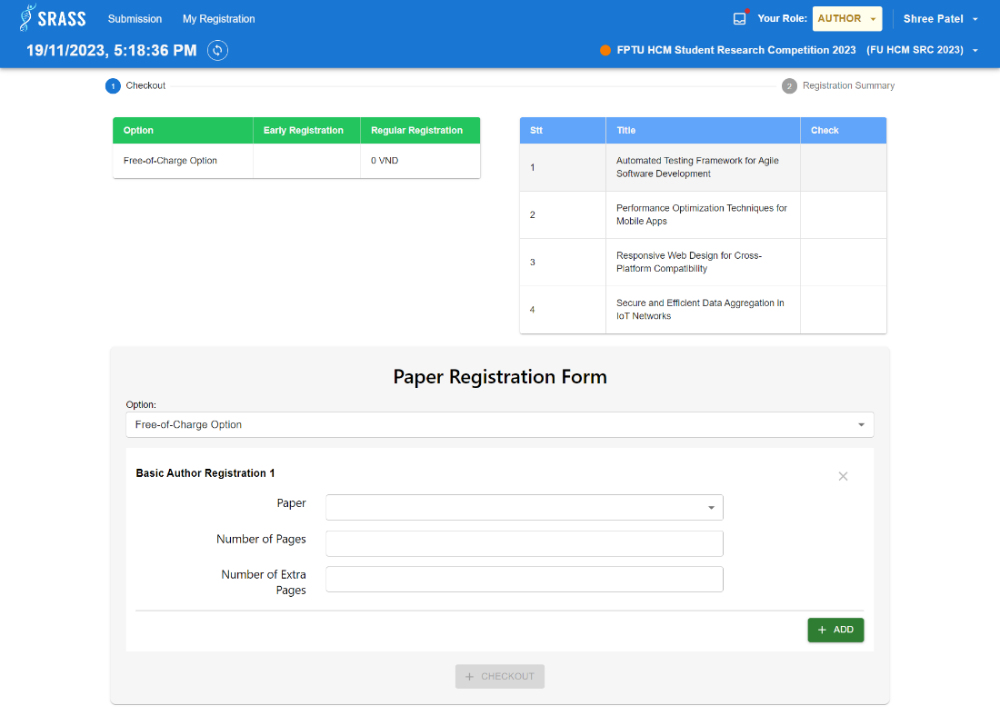 SRASS
Submission
My Registration
Your Role:
AUTHOR
Shree Patel
19/11/2023, 5:18:36 PM
FPTU HCM Student Research Competition 2023 (FU HCM SRC 2023)
1 Checkout
2 Registration Summary
Option Early Registration Regular Registration
Free-of-Charge Option 0 VND
Stt Title Check
1 Automated Testing Framework for Agile
Software Development
2 Performance Optimization Techniques for
Mobile Apps
3 Responsive Web Design for Cross-
Platform Compatibility
4 Secure and Efficient Data Aggregation in
IoT Networks
Paper Registration Form
Option:
Free-of-Charge Option
Basic Author Registration 1
Paper
Number of Pages
Number of Extra
Pages
+ ADD
+ CHECKOUT